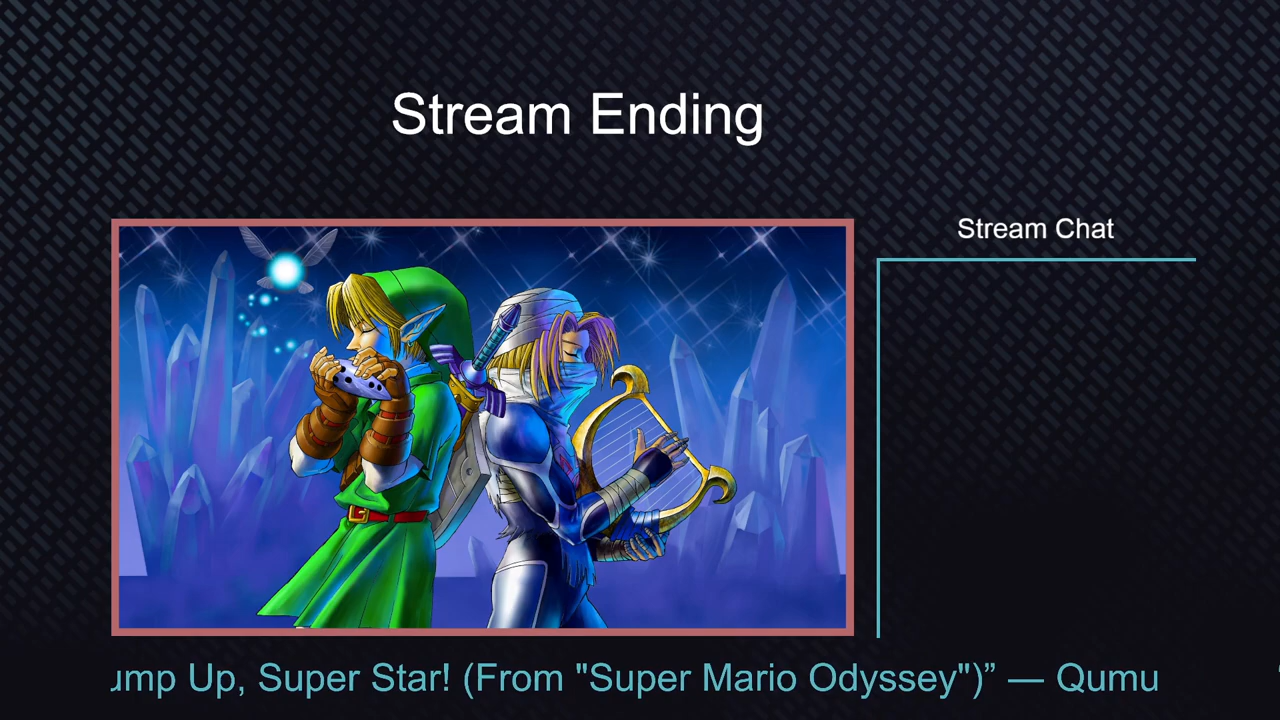 Stream Ending
Stream Chat
ump Up, Super Star! (From "Super Mario Odyssey")” — Qumu